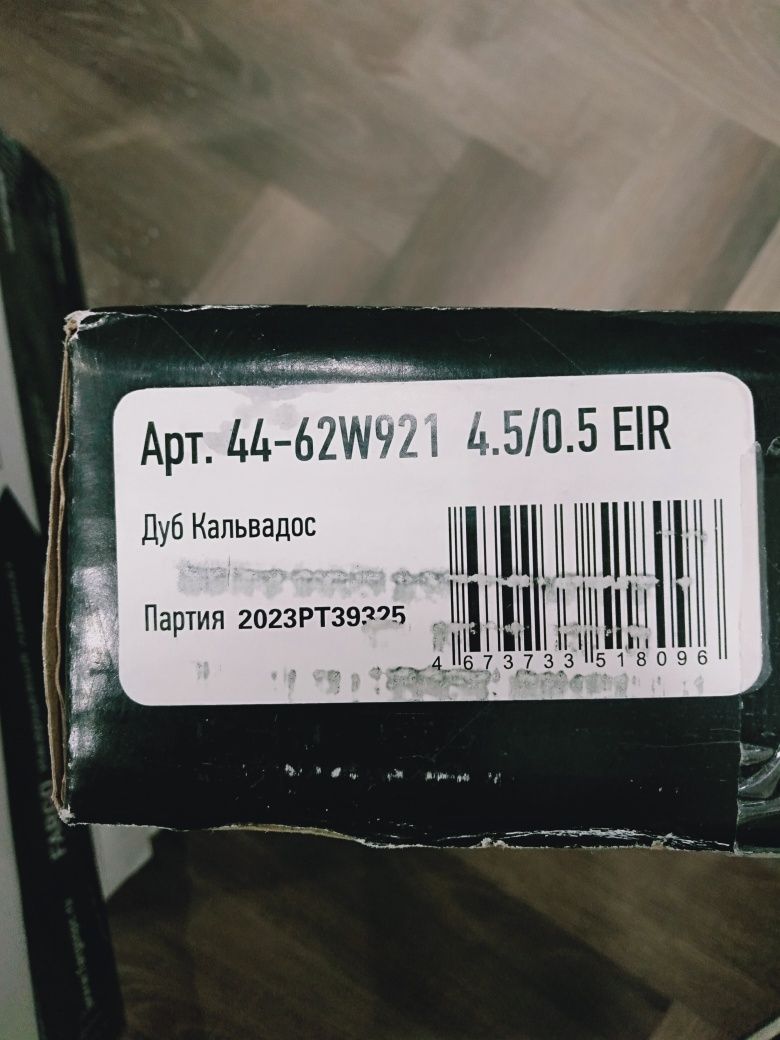 Арт. 44-62W921 4.5/0.5 EIR
Дуб Кальвадос
Партия 2023PT39325
4 673733 518096